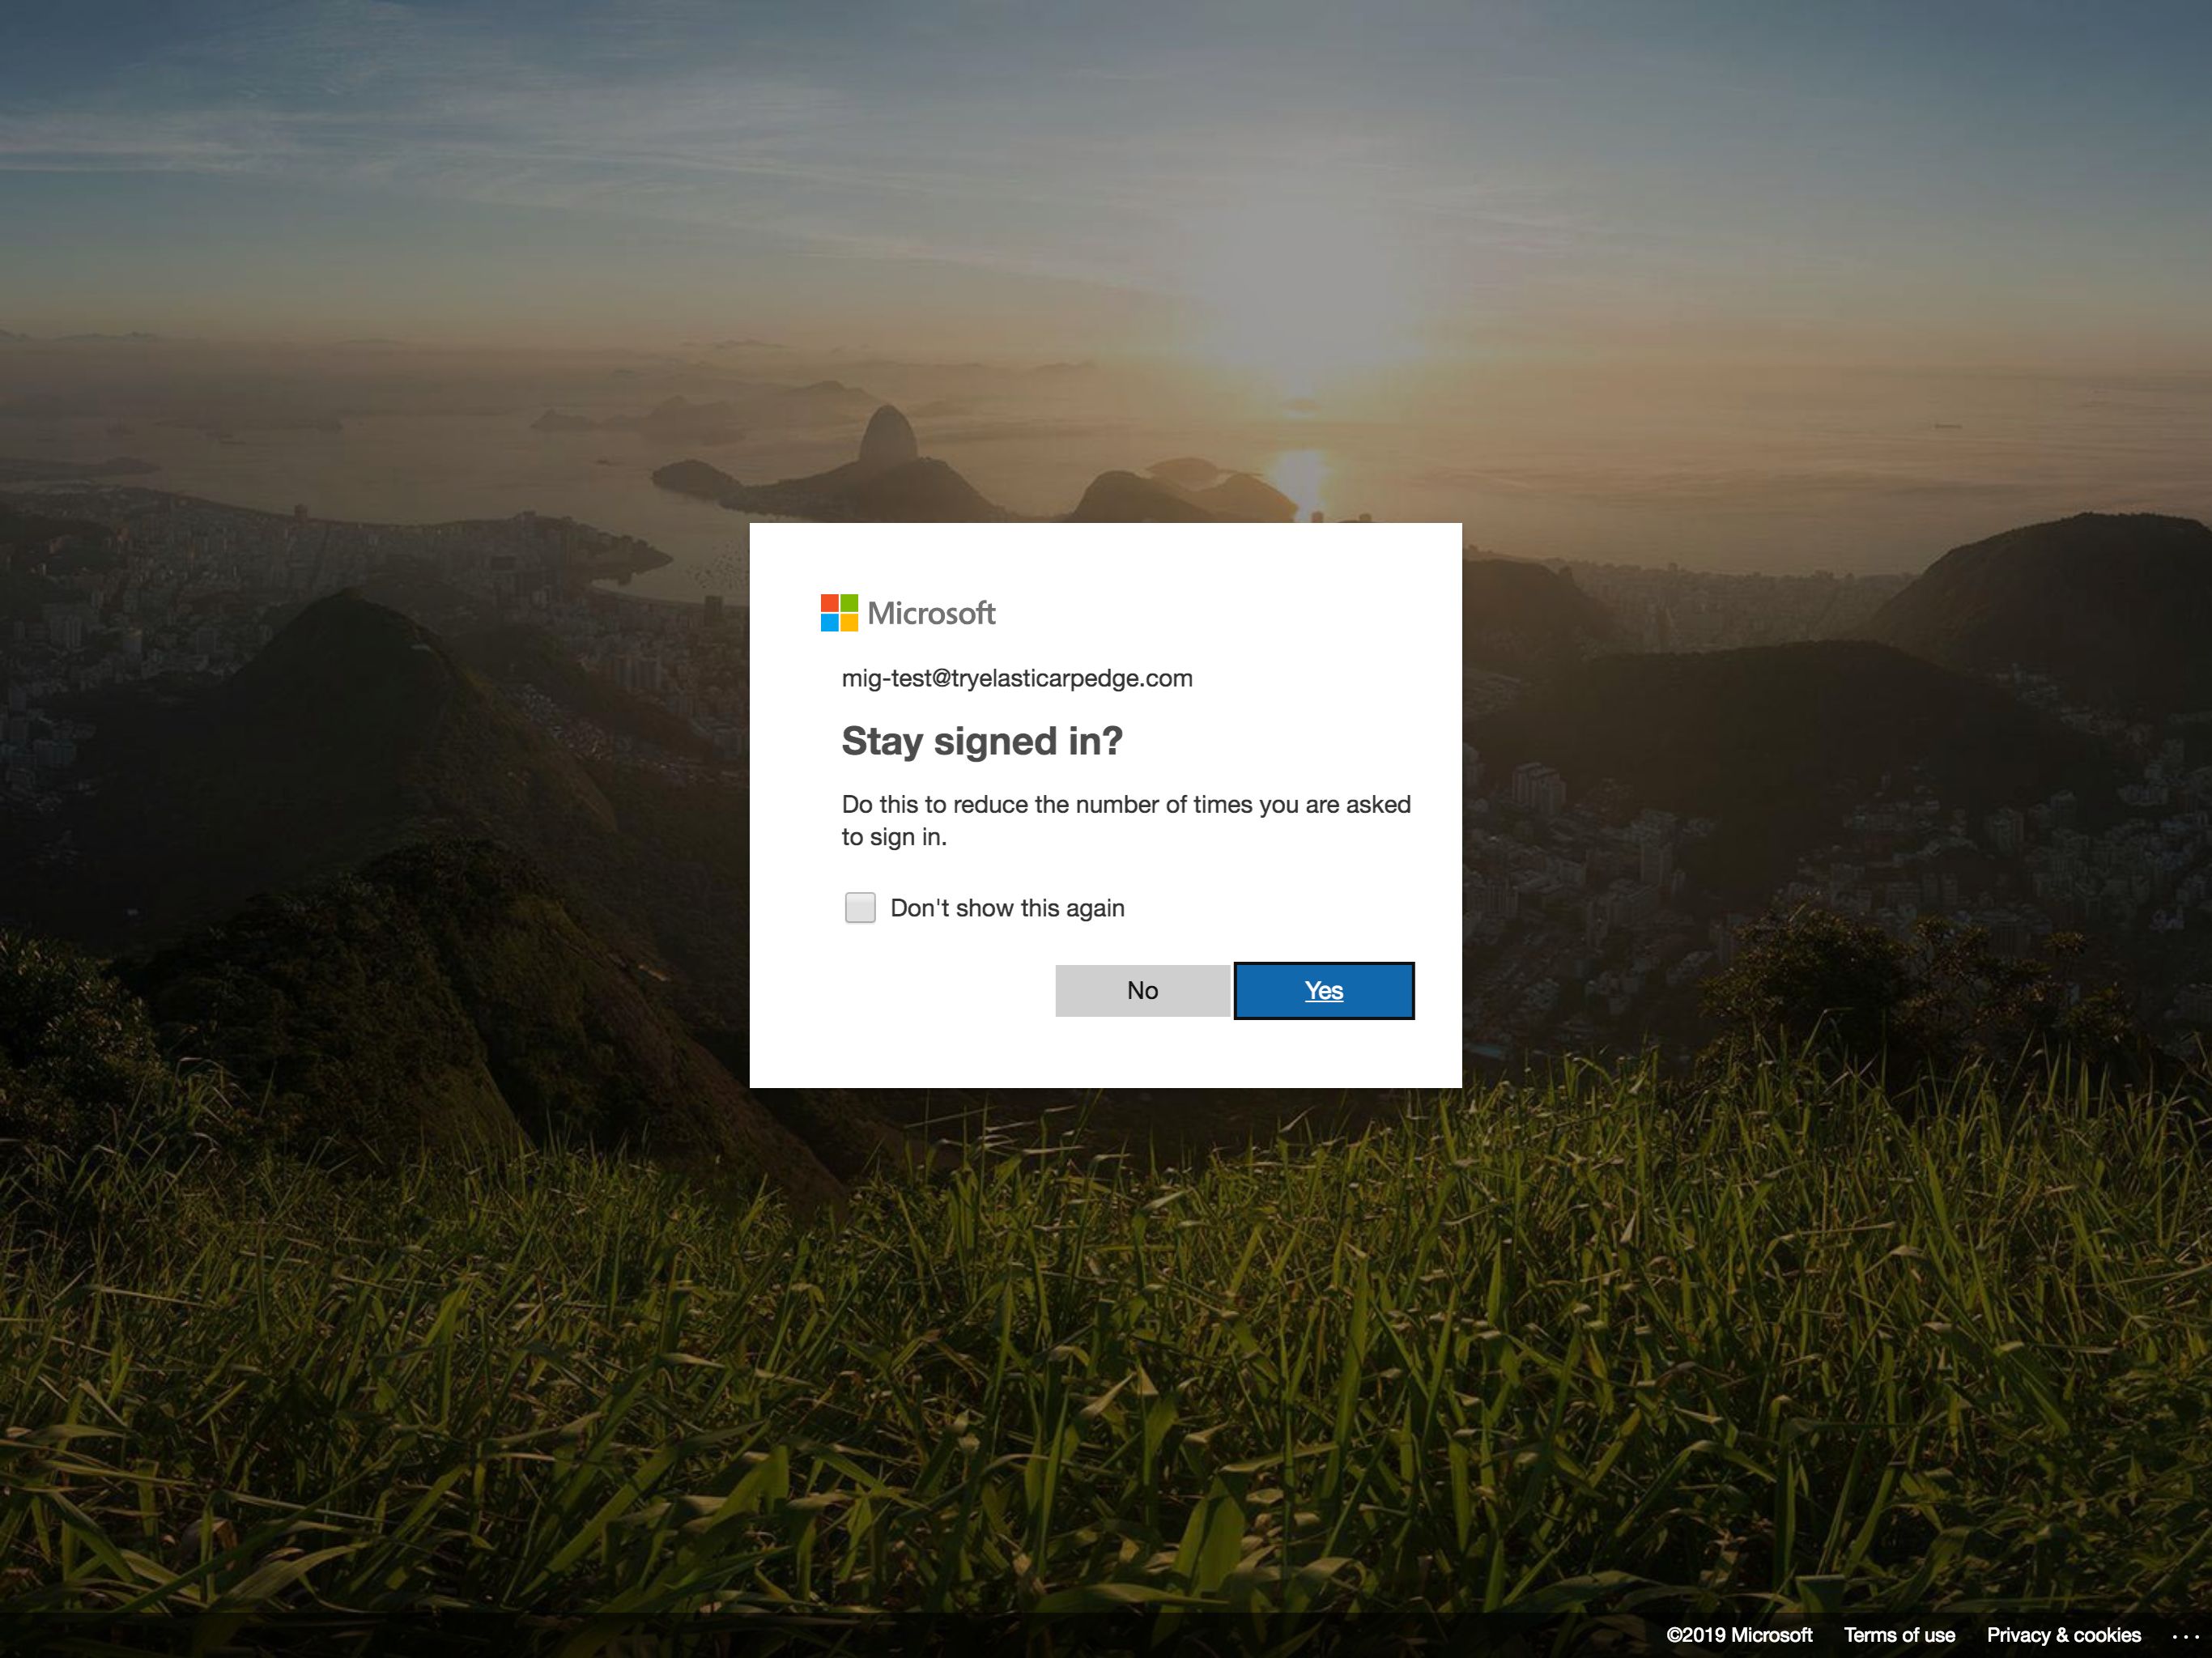 Microsoft
mig-test@tryelasticarpedge.com
Stay signed in?
Do this to reduce the number of times you are asked
to sign in.
Don't show this again
No
Yes
©2019 Microsoft
Terms of use
Privacy & cookies
...